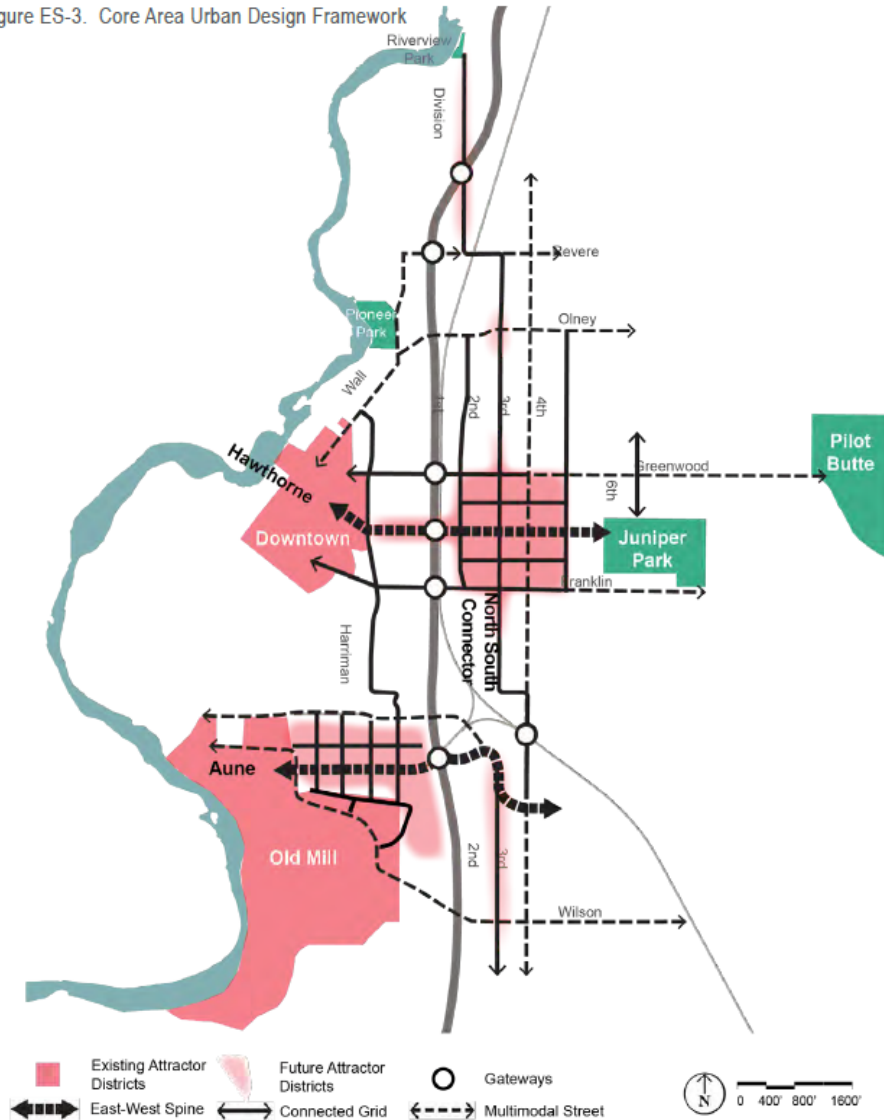 gure ES-3. Core Area Urban Design Framework
Riverview
Park
Division
Revere
Pioneer
Park
Olney
Wall
1st
2nd
3rd
4th
Hawthorne
Greenwood
6th
Pilot
Butte
Downtown
Juniper
Park
Franklin
North South
Connector
Harriman
Aune
Old Mill
2nd
3rd
Wilson
Existing Attractor
Districts
Future Attractor
Districts
Gateways
East-West Spine
Connected Grid
Multimodal Street
N
0 400' 800' 1600'